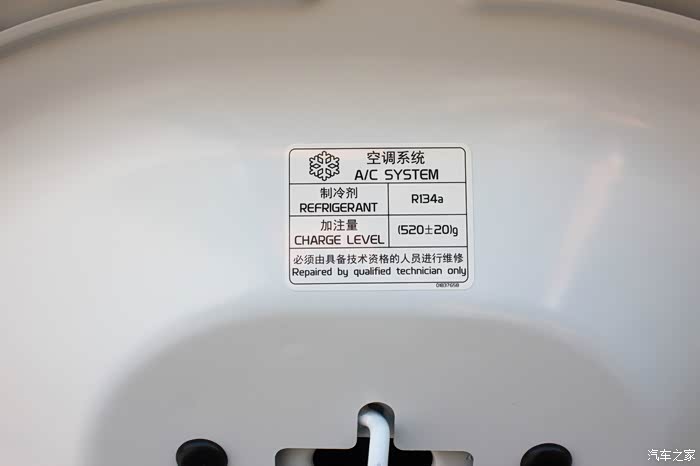 空调系统
A/C SYSTEM
制冷剂
REFRIGERANT
R134a
加注量
CHARGE LEVEL
(520±20)g
必须由具备技术资格的人员进行维修
Repaired by qualified technician only
汽车之家